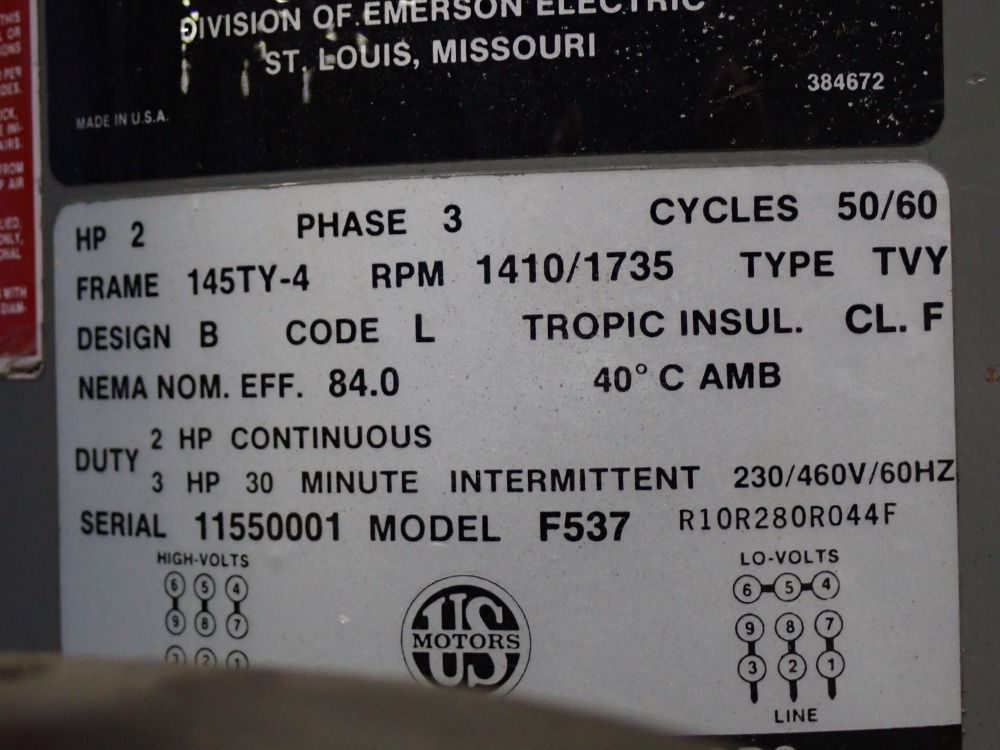 THIS
OR
DIVISION OF EMERSON ELECTRIC
ST. LOUIS, MISSOURI
384672
MADE IN U.S.A.
HP 2 PHASE 3 CYCLES 50/60
FRAME 145TY-4 RPM 1410/1735 TYPE TVY
DESIGN B CODE L TROPIC INSUL. CL. F
NEMA NOM. EFF. 84.0 40° C AMB
DUTY 2 HP CONTINUOUS
3 HP 30 MINUTE INTERMITTENT 230/460V/60HZ
SERIAL 11550001 MODEL F537 R10R280R044F
HIGH-VOLTS LO-VOLTS
6 5 4 6 5 4
9 8 7 9 8 7
3 2 1 3 2 1
US
MOTORS
LINE